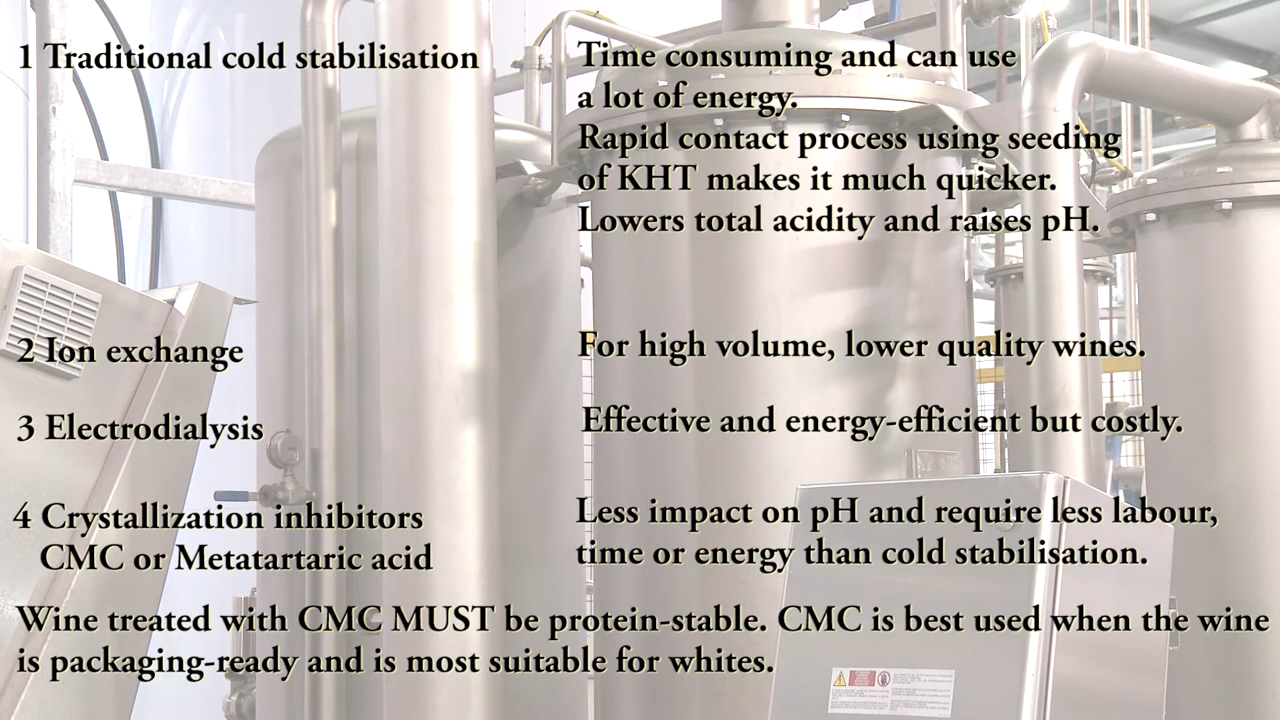 1 Traditional cold stabilisation
Time consuming and can use
a lot of energy.
Rapid contact process using seeding
of KHT makes it much quicker.
Lowers total acidity and raises pH.
2 Ion exchange
For high volume, lower quality wines.
3 Electrodialysis
Effective and energy-efficient but costly.
4 Crystallization inhibitors
CMC or Metatartaric acid
Less impact on pH and require less labour,
time or energy than cold stabilisation.
Wine treated with CMC MUST be protein-stable. CMC is best used when the wine
is packaging-ready and is most suitable for whites.